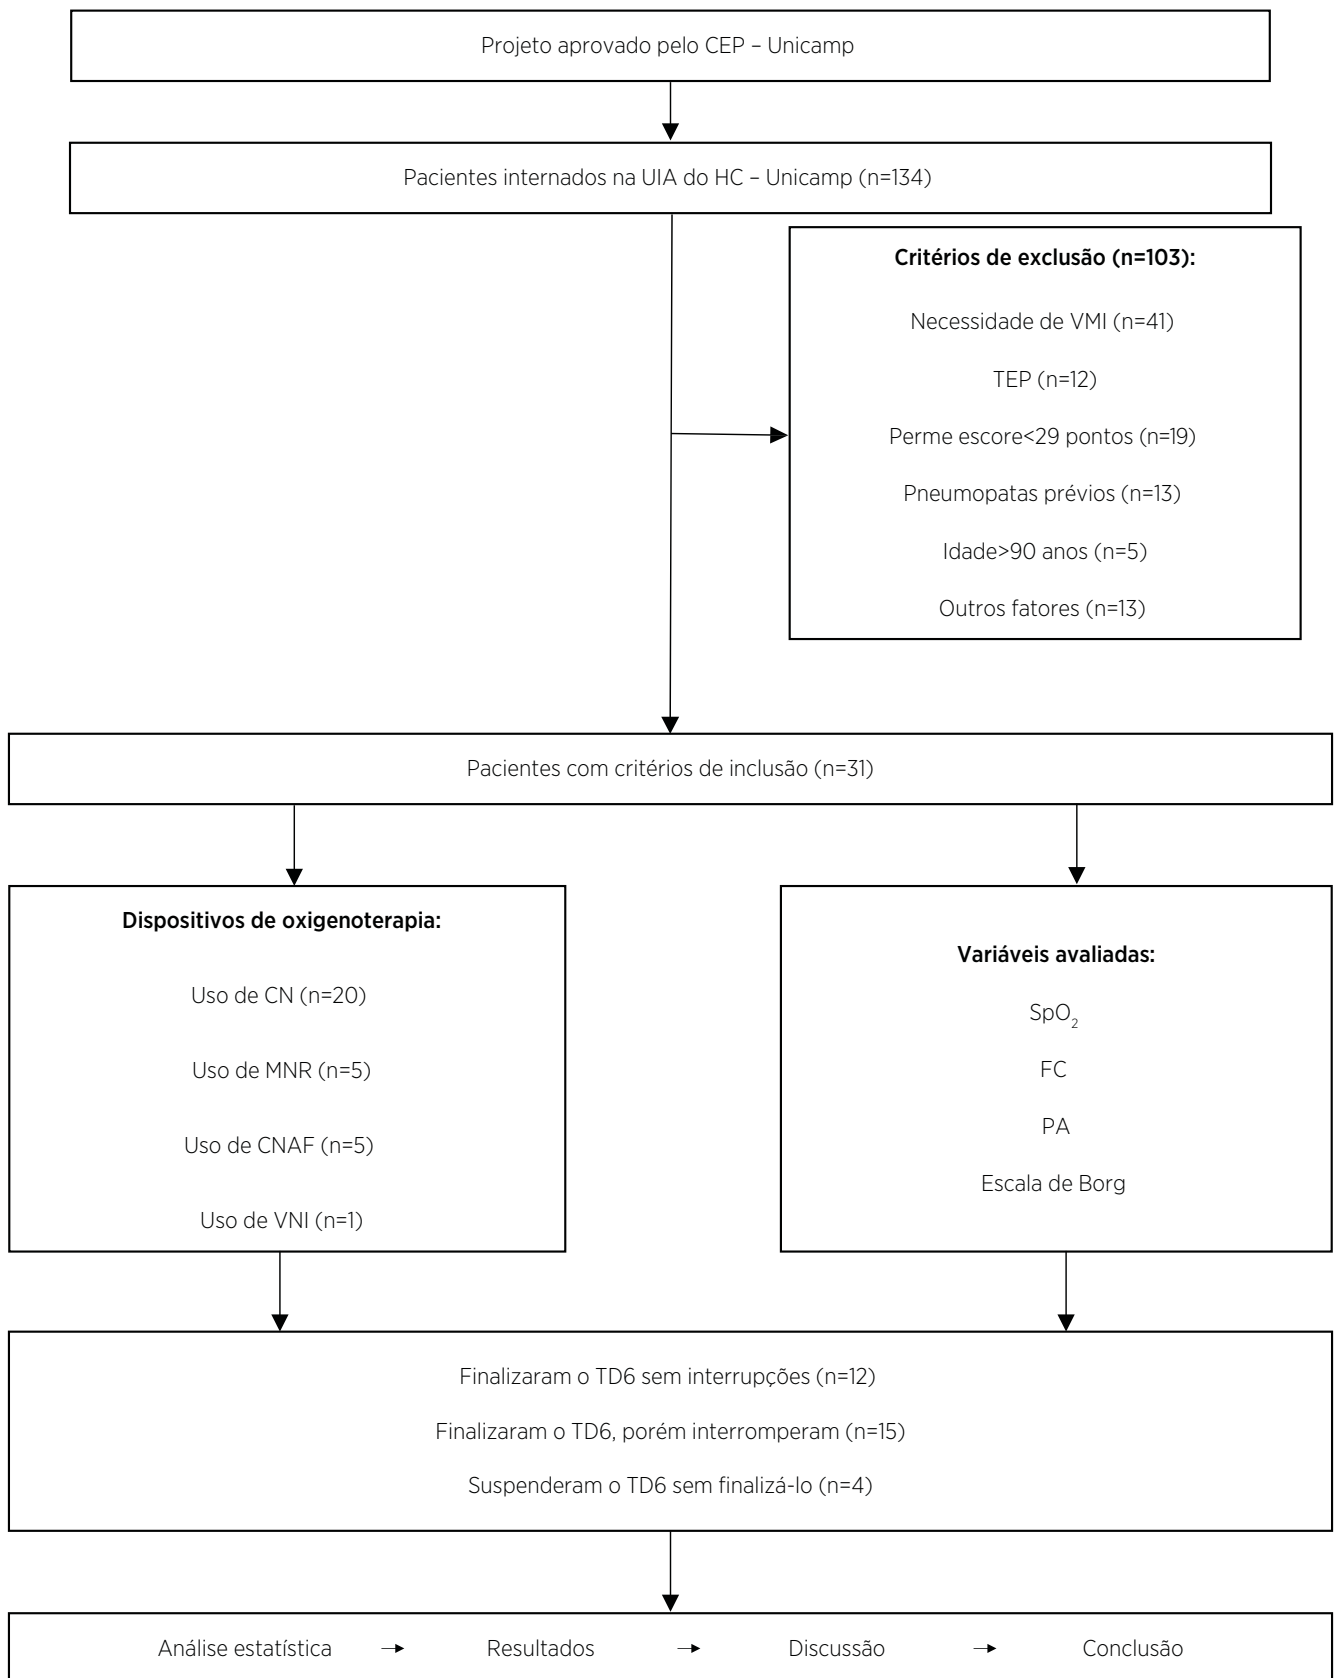 Projeto aprovado pelo CEP – Unicamp
Pacientes internados na UIA do HC – Unicamp (n=134)
Critérios de exclusão (n=103):
Necessidade de VMI (n=41)
TEP (n=12)
Perme escore<29 pontos (n=19)
Pneumopatas prévios (n=13)
Idade>90 anos (n=5)
Outros fatores (n=13)
Pacientes com critérios de inclusão (n=31)
Dispositivos de oxigenoterapia:
Uso de CN (n=20)
Uso de MNR (n=5)
Uso de CNAF (n=5)
Uso de VNI (n=1)
Variáveis avaliadas:
SpO₂
FC
PA
Escala de Borg
Finalizaram o TD6 sem interrupções (n=12)
Finalizaram o TD6, porém interromperam (n=15)
Suspenderam o TD6 sem finalizá-lo (n=4)
Análise estatística → Resultados → Discussão → Conclusão